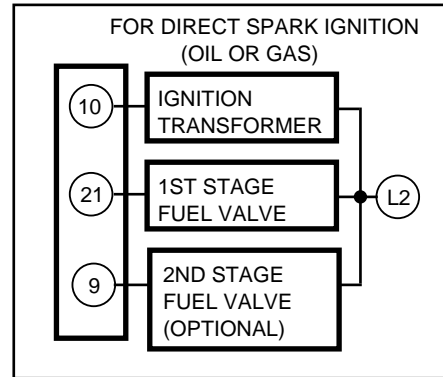 FOR DIRECT SPARK IGNITION
(OIL OR GAS)
10
IGNITION
TRANSFORMER
21
1ST STAGE
FUEL VALVE
L2
9
2ND STAGE
FUEL VALVE
(OPTIONAL)